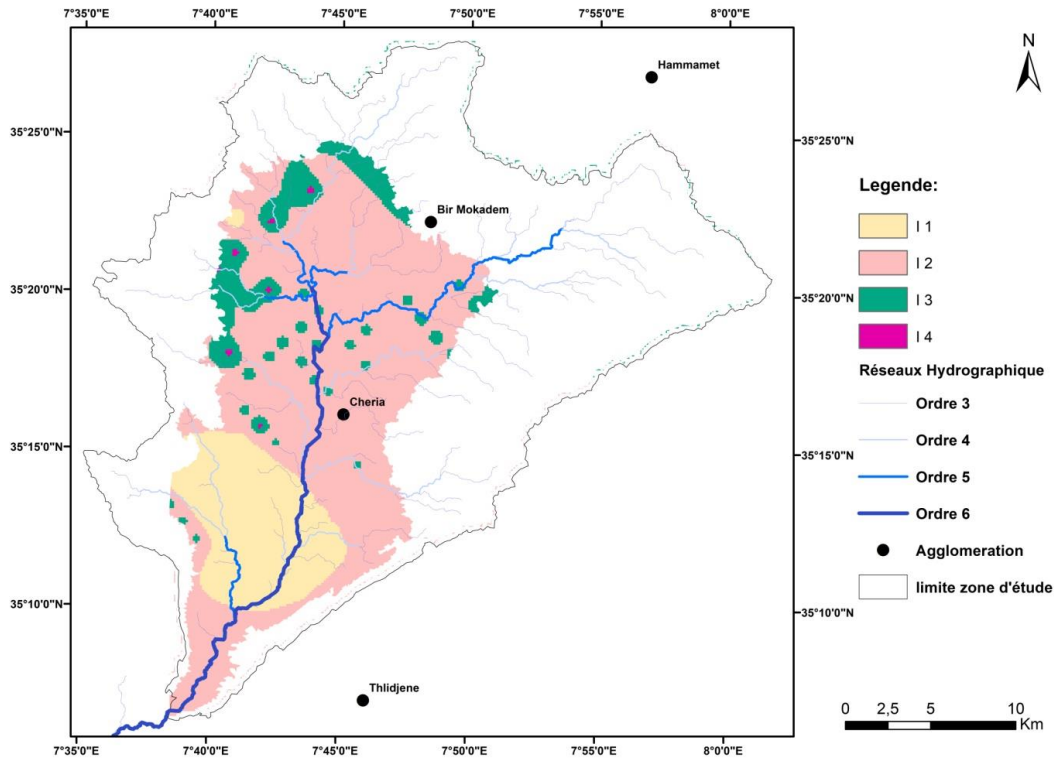 7°35'0"E 7°40'0"E 7°45'0"E 7°50'0"E 7°55'0"E 8°0'0"E
N
Hammamet
35°25'0"N 35°25'0"N
Legende:
I 1
Bir Mokadem
I 2
35°20'0"N 35°20'0"N
I 3
I 4
Réseaux Hydrographique
Ordre 3
Cheria
Ordre 4
35°15'0"N 35°15'0"N
Ordre 5
Ordre 6
Agglomeration
limite zone d'étude
35°10'0"N 35°10'0"N
Thlidjene
0 2,5 5 10
Km
7°35'0"E 7°40'0"E 7°45'0"E 7°50'0"E 7°55'0"E 8°0'0"E